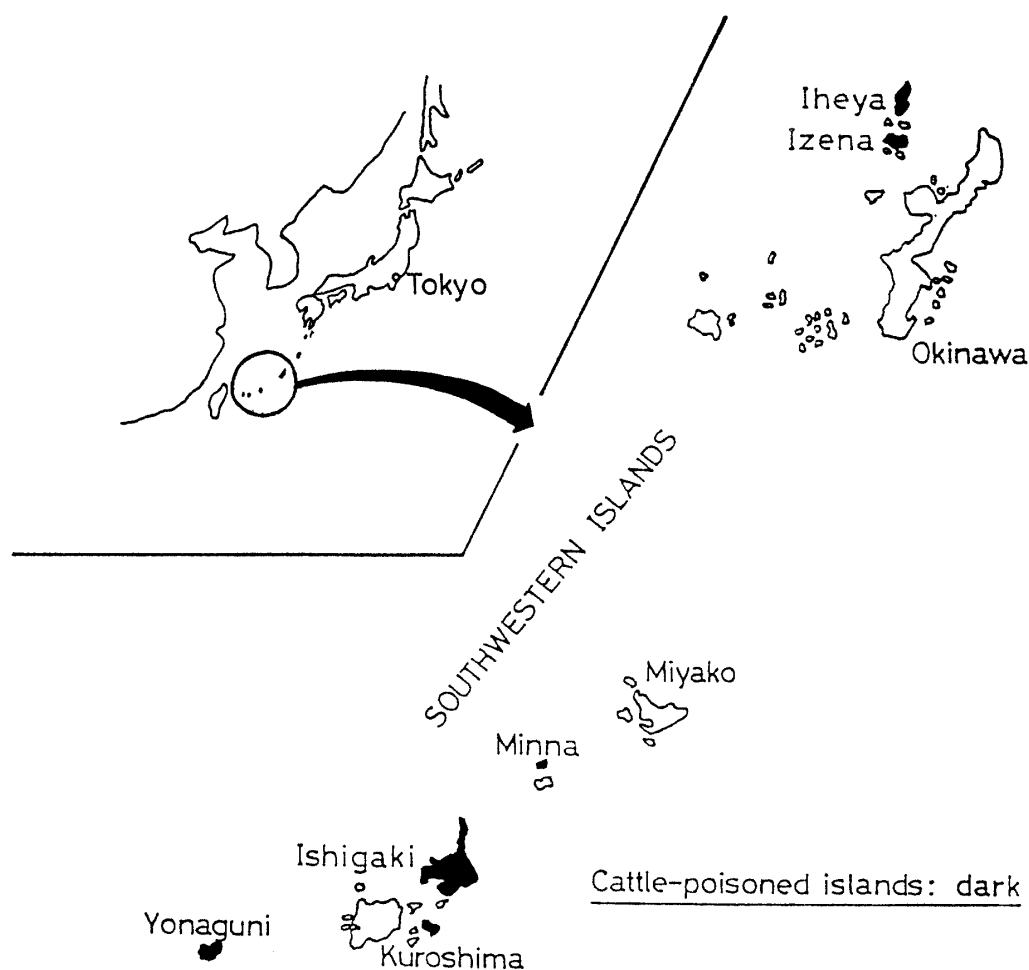 Iheya
Izena
Tokyo
Okinawa
SOUTHWESTERN ISLANDS
Miyako
Minna
Ishigaki
Cattle-poisoned islands: dark
Yonaguni
Kuroshima